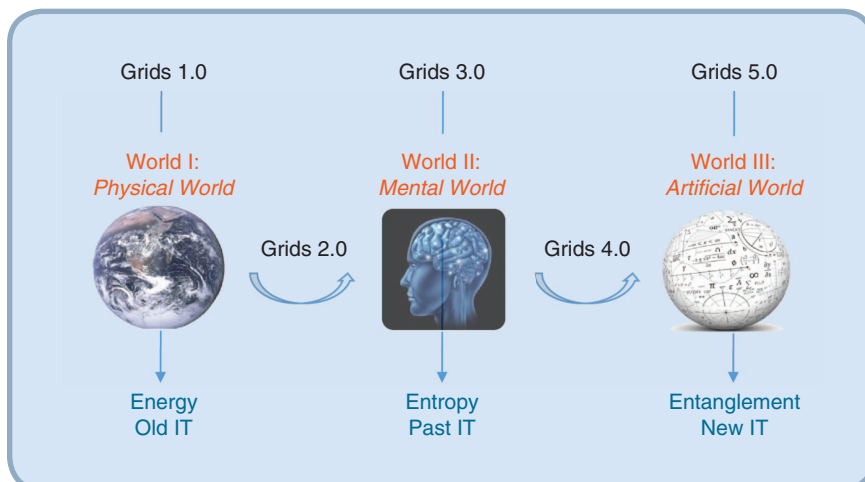 Grids 1.0
Grids 3.0
Grids 5.0
World I:
Physical World
World II:
Mental World
World III:
Artificial World
Grids 2.0
Grids 4.0
Energy
Old IT
Entropy
Past IT
Entanglement
New IT